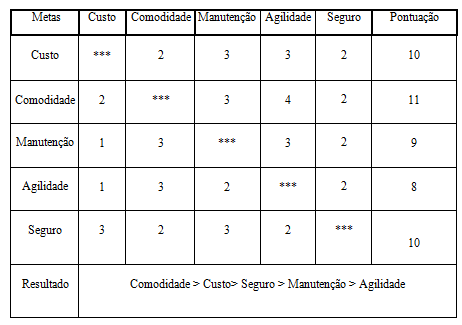 Metas Custo Comodidade Manutenção Agilidade Seguro Pontuação
Custo *** 2 3 3 2 10
Comodidade 2 *** 3 4 2 11
Manutenção 1 3 *** 3 2 9
Agilidade 1 3 2 *** 2 8
Seguro 3 2 3 2 *** 10
Resultado Comodidade > Custo> Seguro > Manutenção > Agilidade